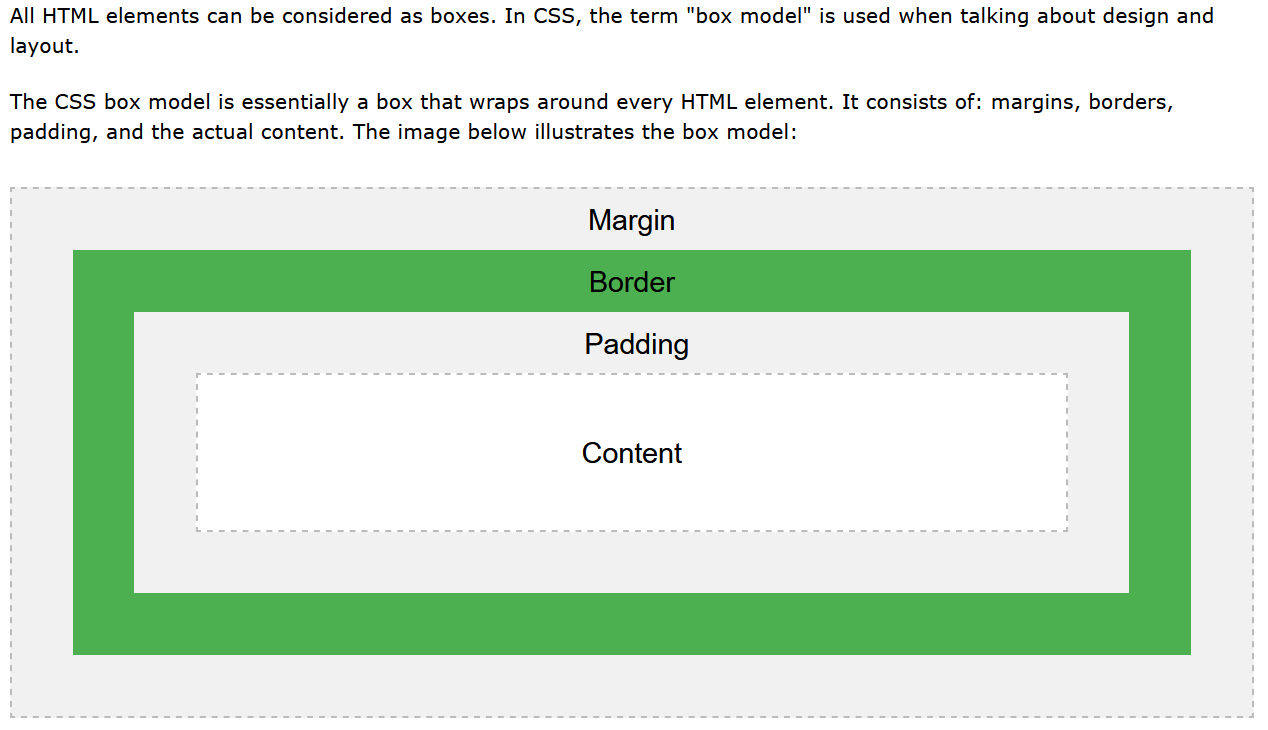 All HTML elements can be considered as boxes. In CSS, the term "box model" is used when talking about design and
layout.
The CSS box model is essentially a box that wraps around every HTML element. It consists of: margins, borders,
padding, and the actual content. The image below illustrates the box model:
Margin
Border
Padding
Content